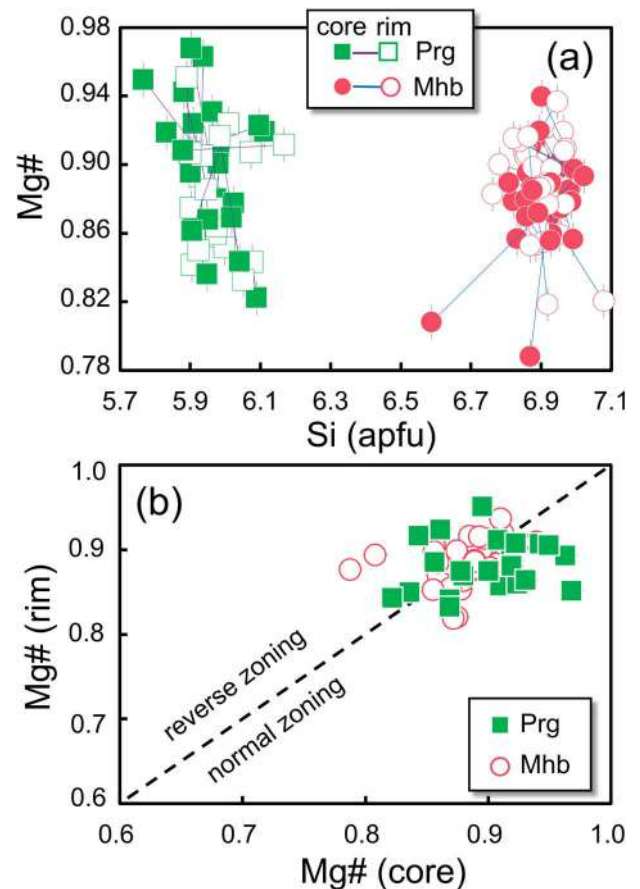 0.98
0.94
0.90
0.86
0.82
0.78
Mg#
core rim
Prg
Mhb
(a)
5.7 5.9 6.1 6.3 6.5 6.7 6.9 7.1
Si (apfu)
(b)
1.0
0.9
0.8
0.7
0.6
Mg# (rim)
reverse zoning
normal zoning
Prg
Mhb
0.6 0.7 0.8 0.9 1.0
Mg# (core)